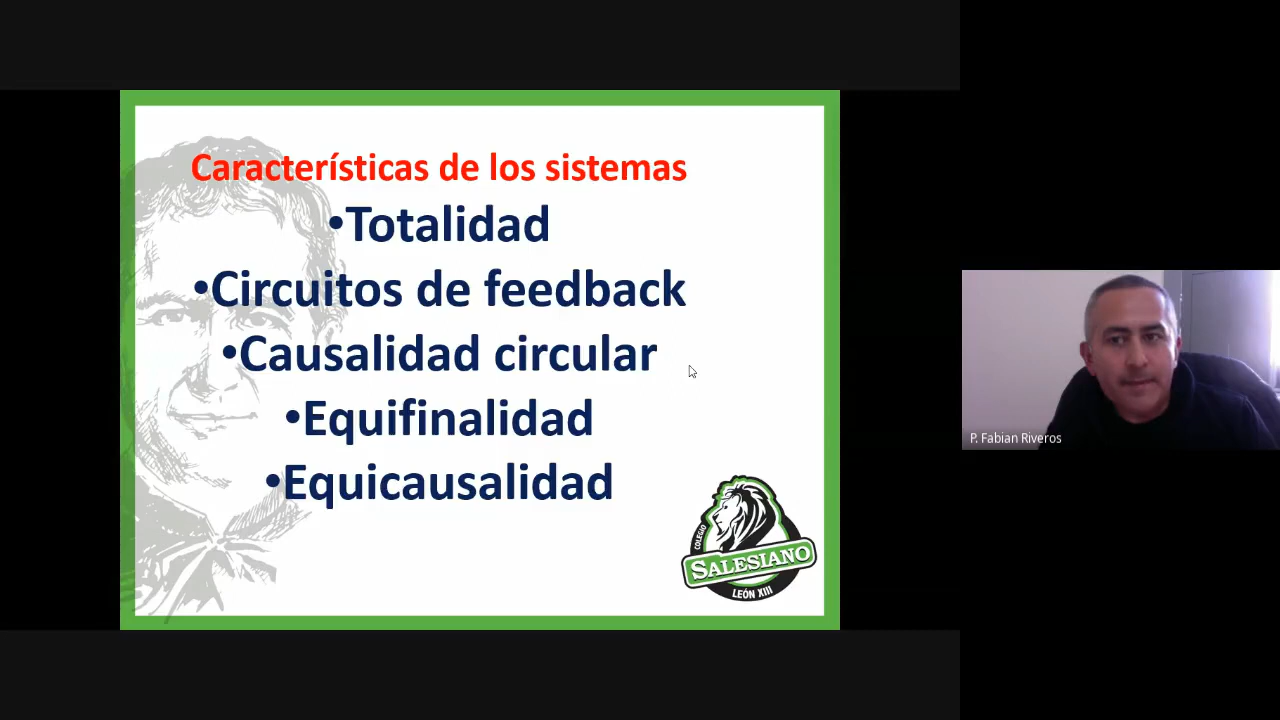 Características de los sistemas
•Totalidad
•Circuitos de feedback
•Causalidad circular
•Equifinalidad
•Equicausalidad
COLEGIO
SALESIANO
LEÓN XIII
P. Fabian Riveros